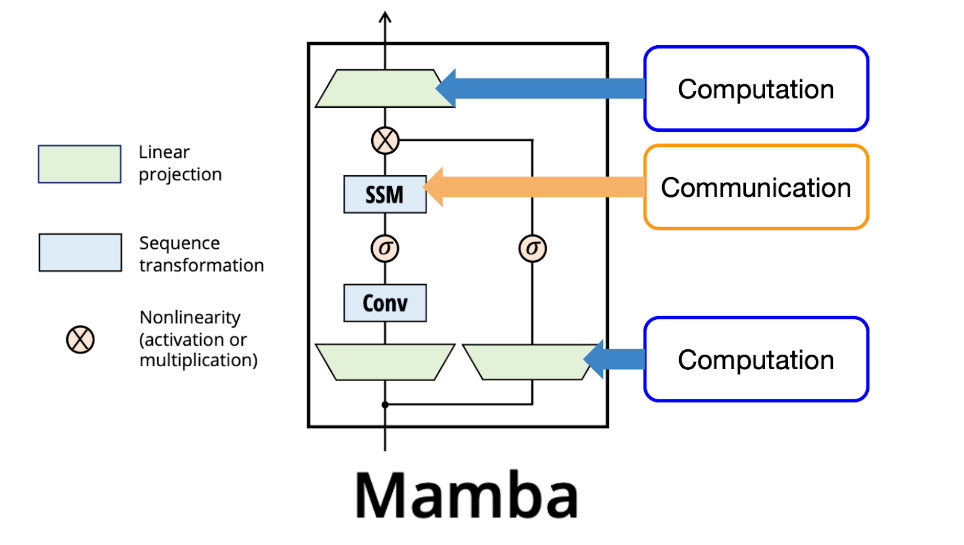 Computation
Linear
projection
Communication
SSM
Sequence
transformation
σ
σ
Conv
Nonlinearity
(activation or
multiplication)
Computation
Mamba